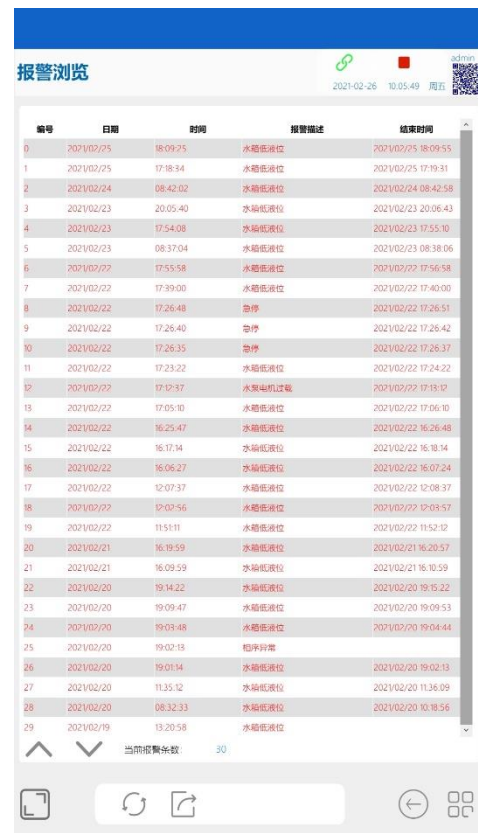 报警浏览
admin
2021-02-26 10:05:49 周五
编号 日期 时间 报警描述 结束时间
0 2021/02/25 18:09:25 水箱低液位 2021/02/25 18:09:55
1 2021/02/25 17:18:34 水箱低液位 2021/02/25 17:19:31
2 2021/02/24 08:42:02 水箱低液位 2021/02/24 08:42:58
3 2021/02/23 20:05:40 水箱低液位 2021/02/23 20:06:43
4 2021/02/23 17:54:08 水箱低液位 2021/02/23 17:55:10
5 2021/02/23 08:37:04 水箱低液位 2021/02/23 08:38:06
6 2021/02/22 17:55:58 水箱低液位 2021/02/22 17:56:58
7 2021/02/22 17:39:00 水箱低液位 2021/02/22 17:40:00
8 2021/02/22 17:26:48 急停 2021/02/22 17:26:51
9 2021/02/22 17:26:40 急停 2021/02/22 17:26:42
10 2021/02/22 17:26:35 急停 2021/02/22 17:26:37
11 2021/02/22 17:23:22 水箱低液位 2021/02/22 17:24:22
12 2021/02/22 17:12:37 水泵电机过载 2021/02/22 17:13:12
13 2021/02/22 17:05:10 水箱低液位 2021/02/22 17:06:10
14 2021/02/22 16:25:47 水箱低液位 2021/02/22 16:26:48
15 2021/02/22 16:17:14 水箱低液位 2021/02/22 16:18:14
16 2021/02/22 16:06:27 水箱低液位 2021/02/22 16:07:24
17 2021/02/22 12:07:37 水箱低液位 2021/02/22 12:08:37
18 2021/02/22 12:02:56 水箱低液位 2021/02/22 12:03:57
19 2021/02/22 11:51:11 水箱低液位 2021/02/22 11:52:12
20 2021/02/21 16:19:59 水箱低液位 2021/02/21 16:20:57
21 2021/02/21 16:09:59 水箱低液位 2021/02/21 16:10:59
22 2021/02/20 19:14:22 水箱低液位 2021/02/20 19:15:22
23 2021/02/20 19:09:47 水箱低液位 2021/02/20 19:09:53
24 2021/02/20 19:03:48 水箱低液位 2021/02/20 19:04:44
25 2021/02/20 19:02:13 相序异常
26 2021/02/20 19:01:14 水箱低液位 2021/02/20 19:02:13
27 2021/02/20 11:35:12 水箱低液位 2021/02/20 11:36:09
28 2021/02/20 08:32:33 水箱低液位 2021/02/20 10:18:56
29 2021/02/19 13:20:58 水箱低液位
当前报警条数: 30